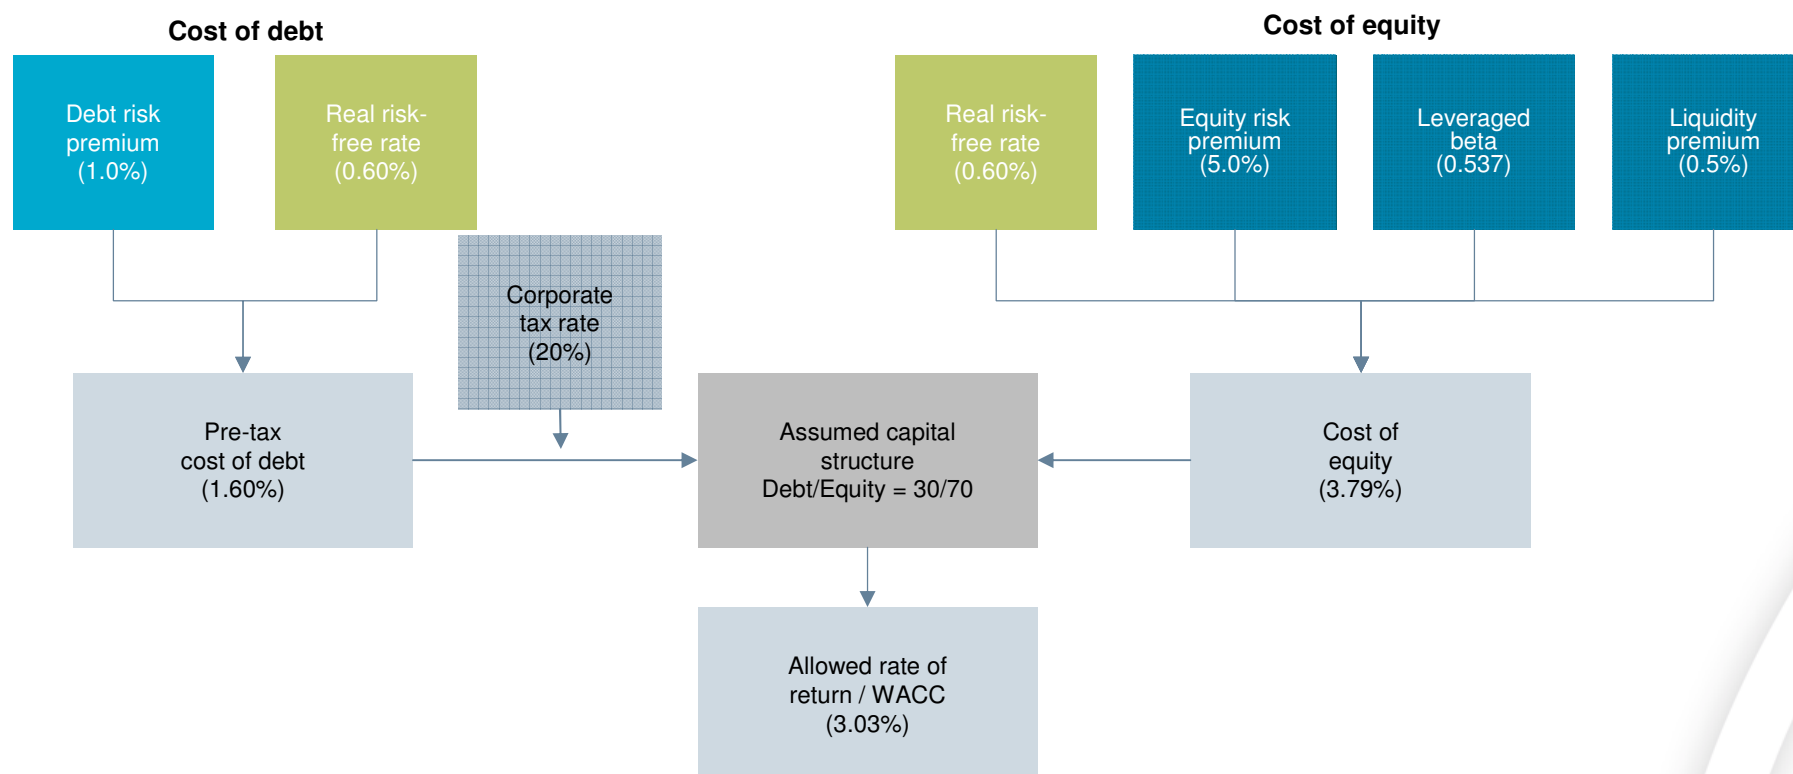 Cost of debt
Cost of equity
Debt risk
premium
(1.0%)
Real risk-
free rate
(0.60%)
Real risk-
free rate
(0.60%)
Equity risk
premium
(5.0%)
Leveraged
beta
(0.537)
Liquidity
premium
(0.5%)
Corporate
tax rate
(20%)
Pre-tax
cost of debt
(1.60%)
Assumed capital
structure
Debt/Equity = 30/70
Cost of
equity
(3.79%)
Allowed rate of
return / WACC
(3.03%)